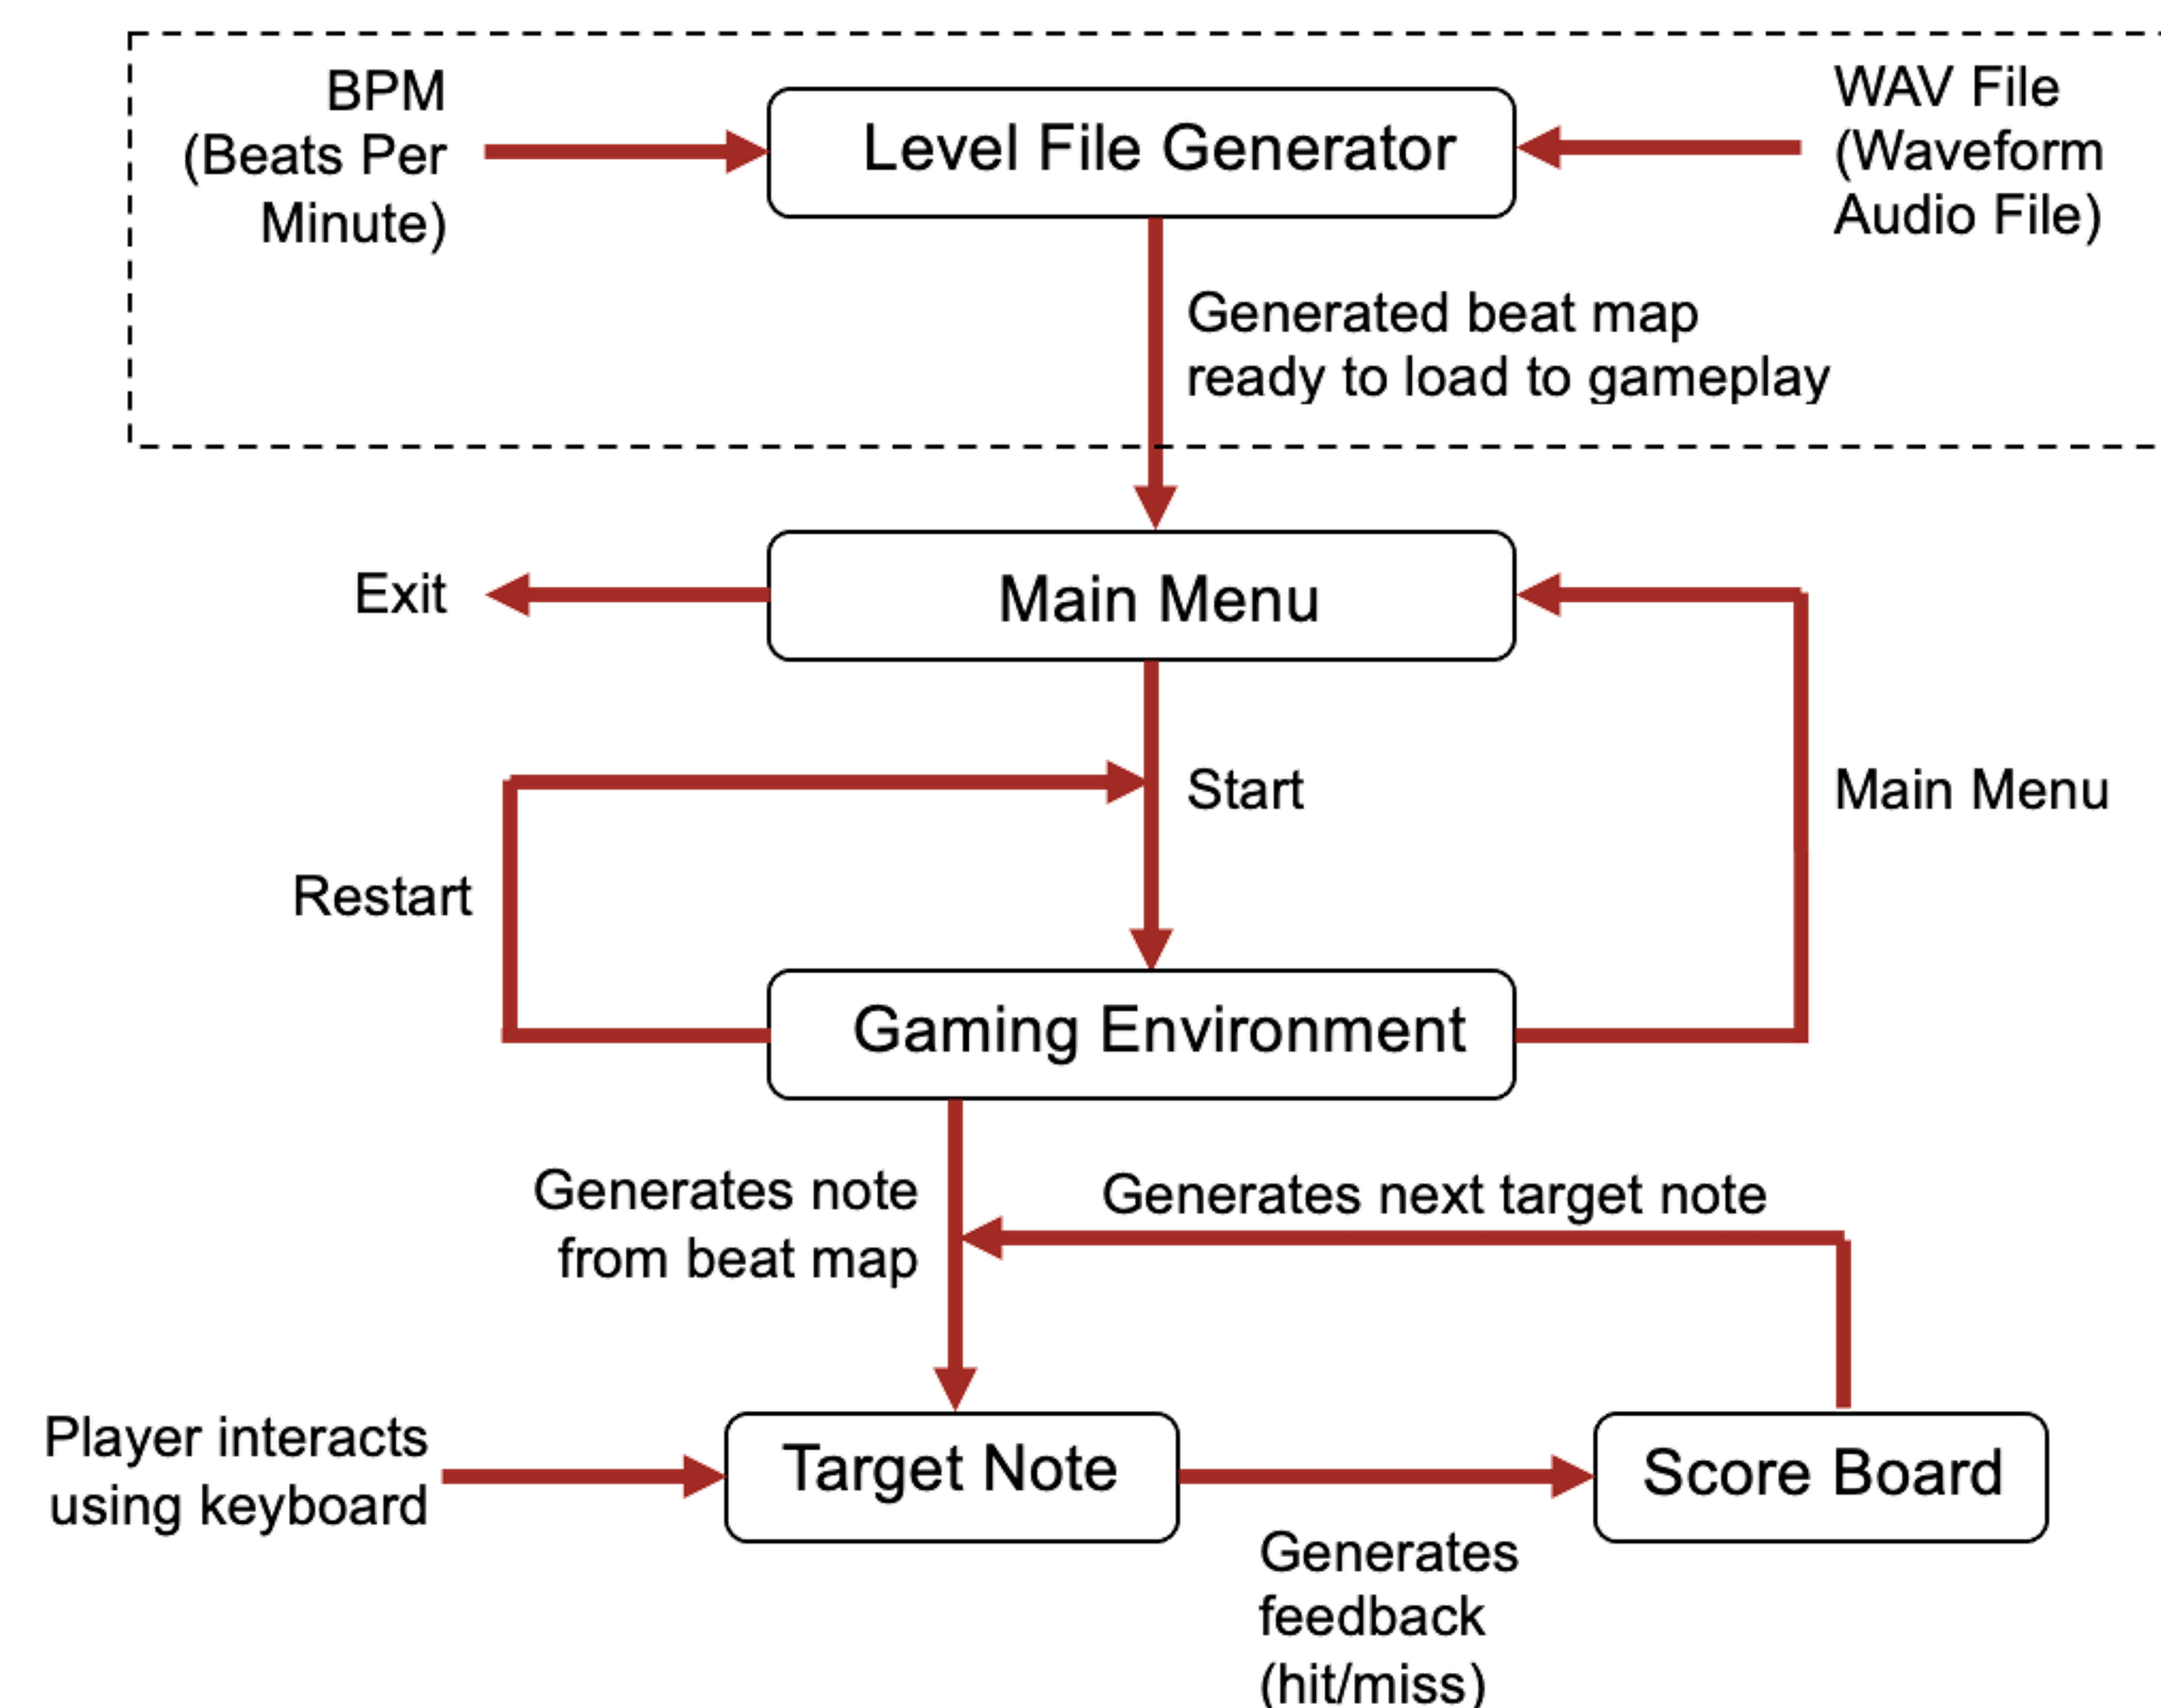 BPM
(Beats Per
Minute)
Level File Generator
WAV File
(Waveform
Audio File)
Generated beat map
ready to load to gameplay
Exit
Main Menu
Start
Main Menu
Restart
Gaming Environment
Generates note
from beat map
Generates next target note
Player interacts
using keyboard
Target Note
Score Board
Generates
feedback
(hit/miss)